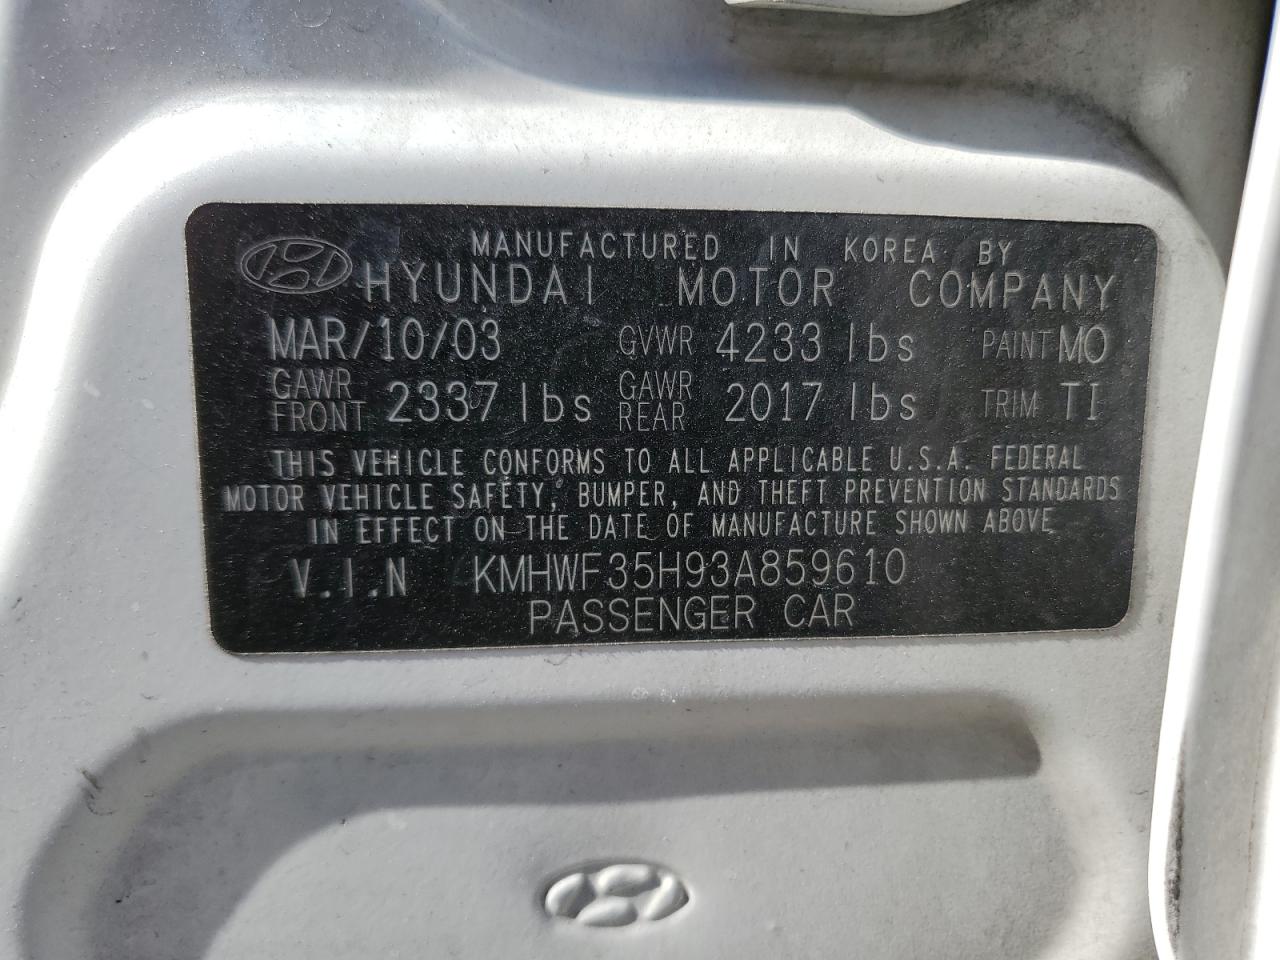 MANUFACTURED IN KOREA BY
HYUNDAI MOTOR COMPANY
MAR/10/03 GVWR 4233 lbs PAINT MO
GAWR FRONT 2337 lbs GAWR REAR 2017 lbs TRIM TI
THIS VEHICLE CONFORMS TO ALL APPLICABLE U.S.A. FEDERAL
MOTOR VEHICLE SAFETY, BUMPER, AND THEFT PREVENTION STANDARDS
IN EFFECT ON THE DATE OF MANUFACTURE SHOWN ABOVE
V.I.N KMHWF35H93A859610
PASSENGER CAR